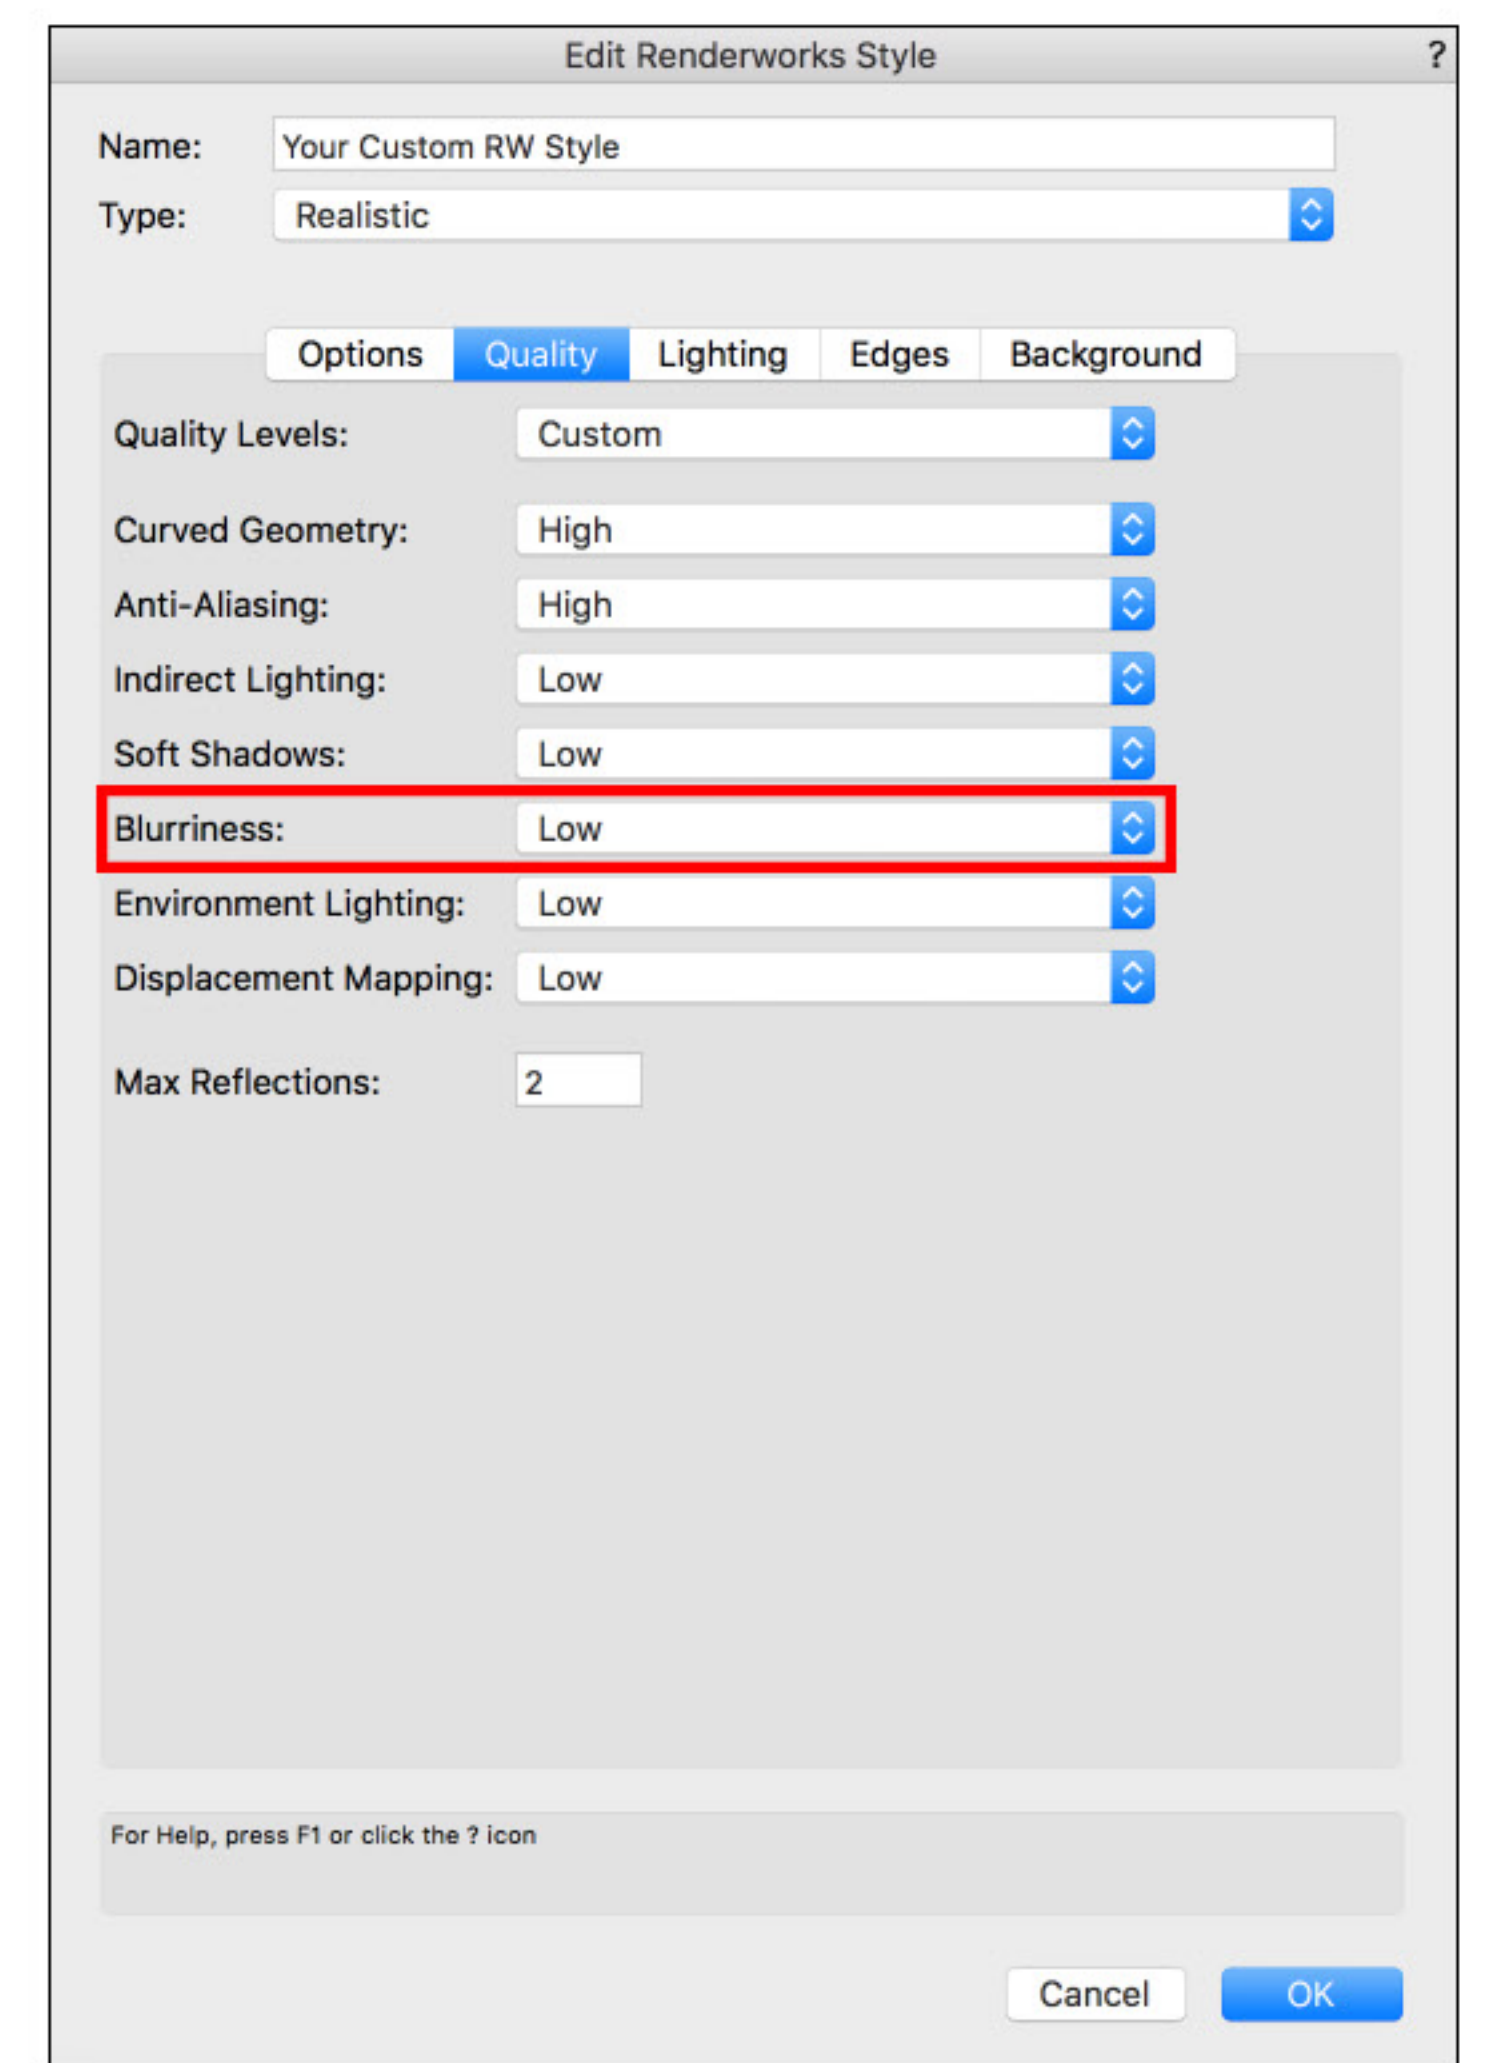 Edit Renderworks Style ?
Name: Your Custom RW Style
Type: Realistic
Options Quality Lighting Edges Background
Quality Levels: Custom
Curved Geometry: High
Anti-Aliasing: High
Indirect Lighting: Low
Soft Shadows: Low
Blurriness: Low
Environment Lighting: Low
Displacement Mapping: Low
Max Reflections: 2
For Help, press F1 or click the ? icon
Cancel OK